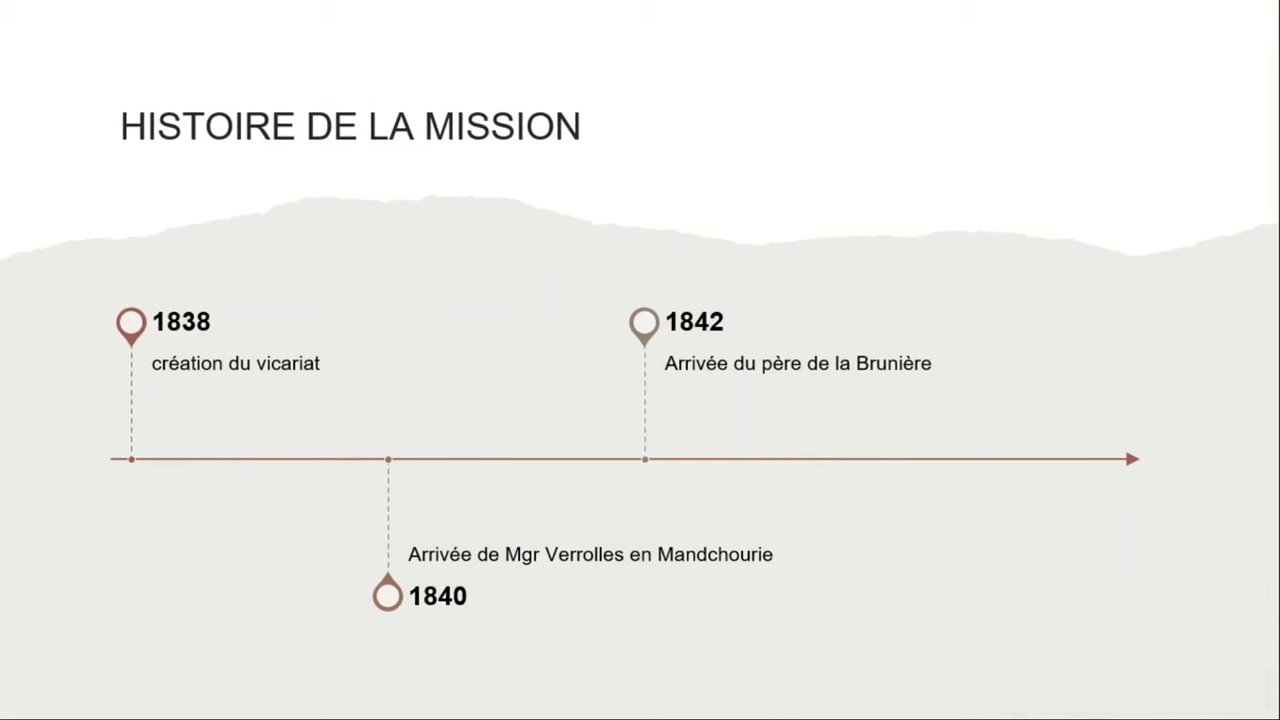 HISTOIRE DE LA MISSION
1838
création du vicariat
1842
Arrivée du père de la Brunière
Arrivée de Mgr Verrolles en Mandchourie
1840